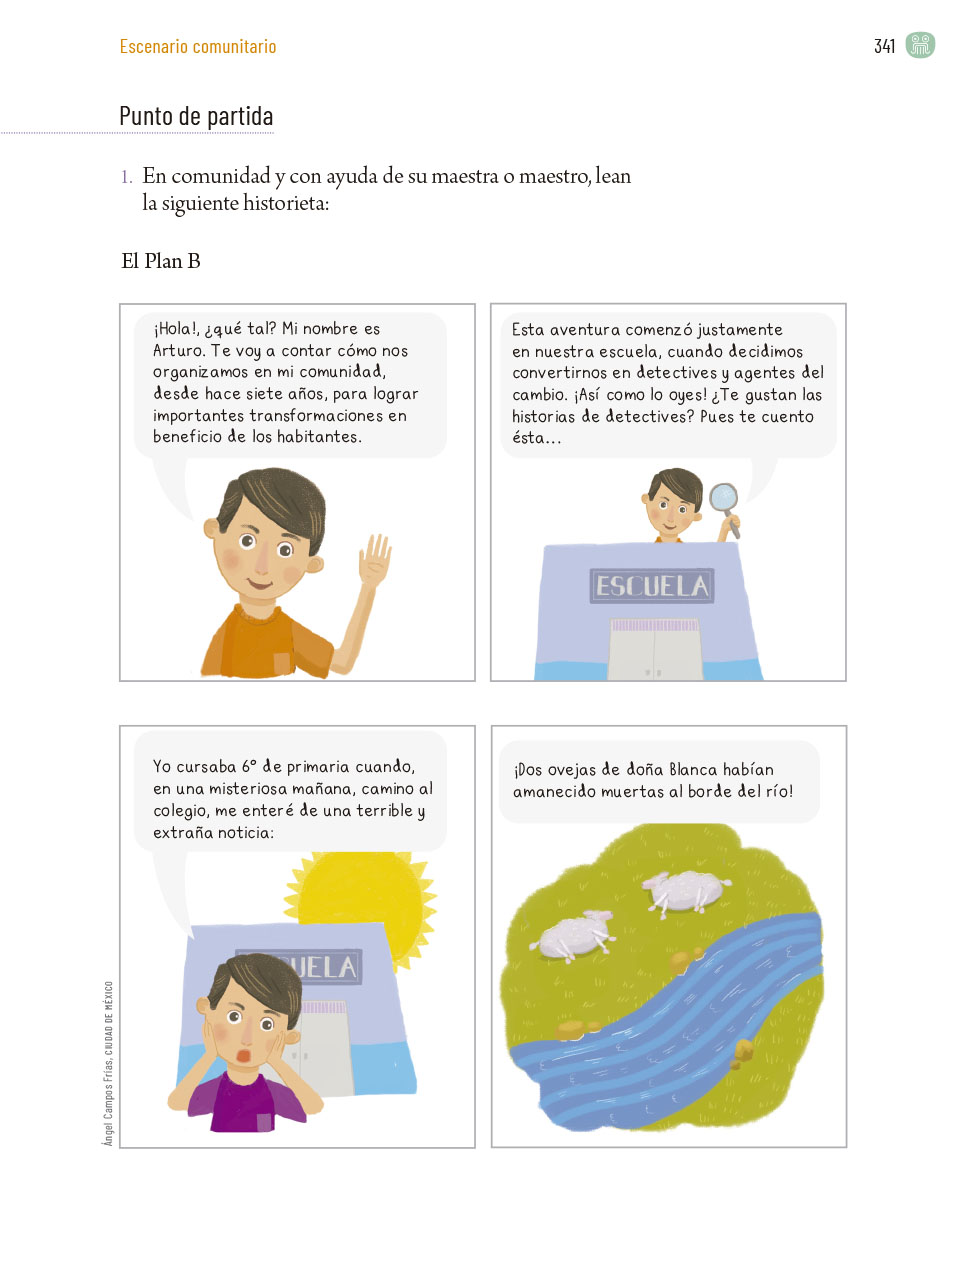 Escenario comunitario
341
Punto de partida
1. En comunidad y con ayuda de su maestra o maestro, lean
la siguiente historieta:
El Plan B
¡Hola!, ¿qué tal? Mi nombre es
Arturo. Te voy a contar cómo nos
organizamos en mi comunidad,
desde hace siete años, para lograr
importantes transformaciones en
beneficio de los habitantes.
Esta aventura comenzó justamente
en nuestra escuela, cuando decidimos
convertirnos en detectives y agentes del
cambio. ¡Así como lo oyes! ¿Te gustan las
historias de detectives? Pues te cuento
ésta...
ESCUELA
Yo cursaba 6° de primaria cuando,
en una misteriosa mañana, camino al
colegio, me enteré de una terrible y
extraña noticia:
UELA
¡Dos ovejas de doña Blanca habían
amanecido muertas al borde del río!
Ángel Campos Frías, CIUDAD DE MÉXICO